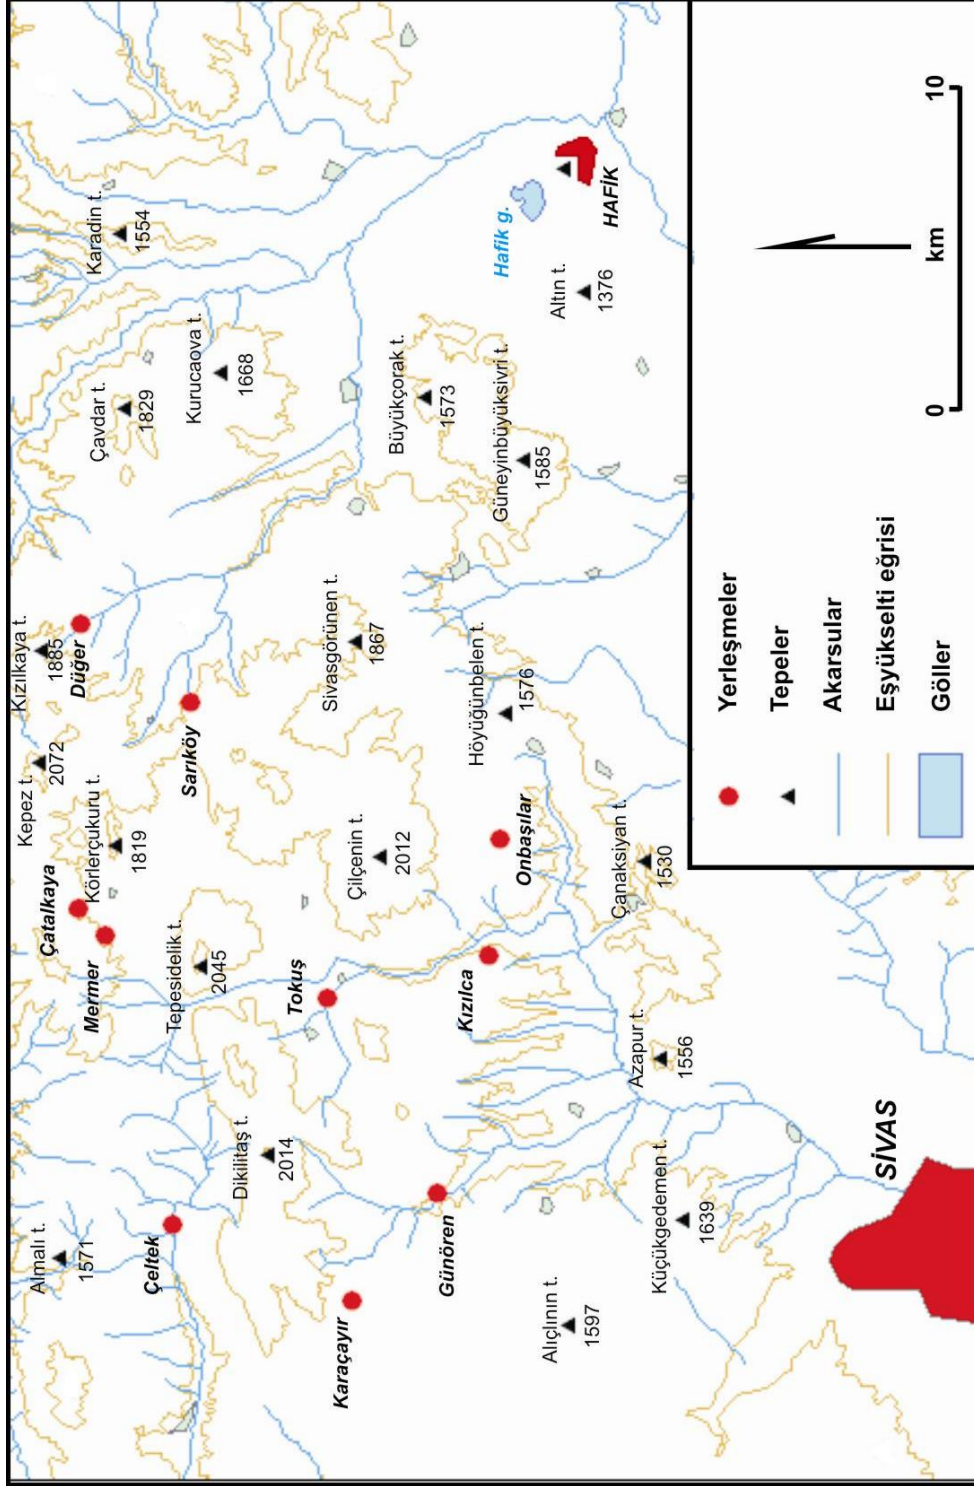 Almalı t.
1571
Çatalkaya
Kepez t.
2072
Kızılkaya t.
1885
Düğer
Mermer
Körlerçukuru t.
1819
Çavdar t.
1829
Karadin t.
1554
Çeltek
Tepesidelik t.
2045
Sarıköy
Kurucaova t.
1668
Dikilitaş t.
2014
Tokuş
Karaçayır
Çilçenin t.
2012
Sivasgörünen t.
1867
Büyükçorak t.
1573
Günören
Kızılca
Onbaşılar
Höyüğünbelen t.
1576
Güneyinbüyüksivri t.
1585
Hafik g.
Altın t.
1376
HAFİK
Alıçlının t.
1597
Küçükgedemen t.
1639
Azapur t.
1556
Çanaksiyan t.
1530
SİVAS
Yerleşmeler
Tepeler
Akarsular
Eşyükselti eğrisi
Göller
0
km
10